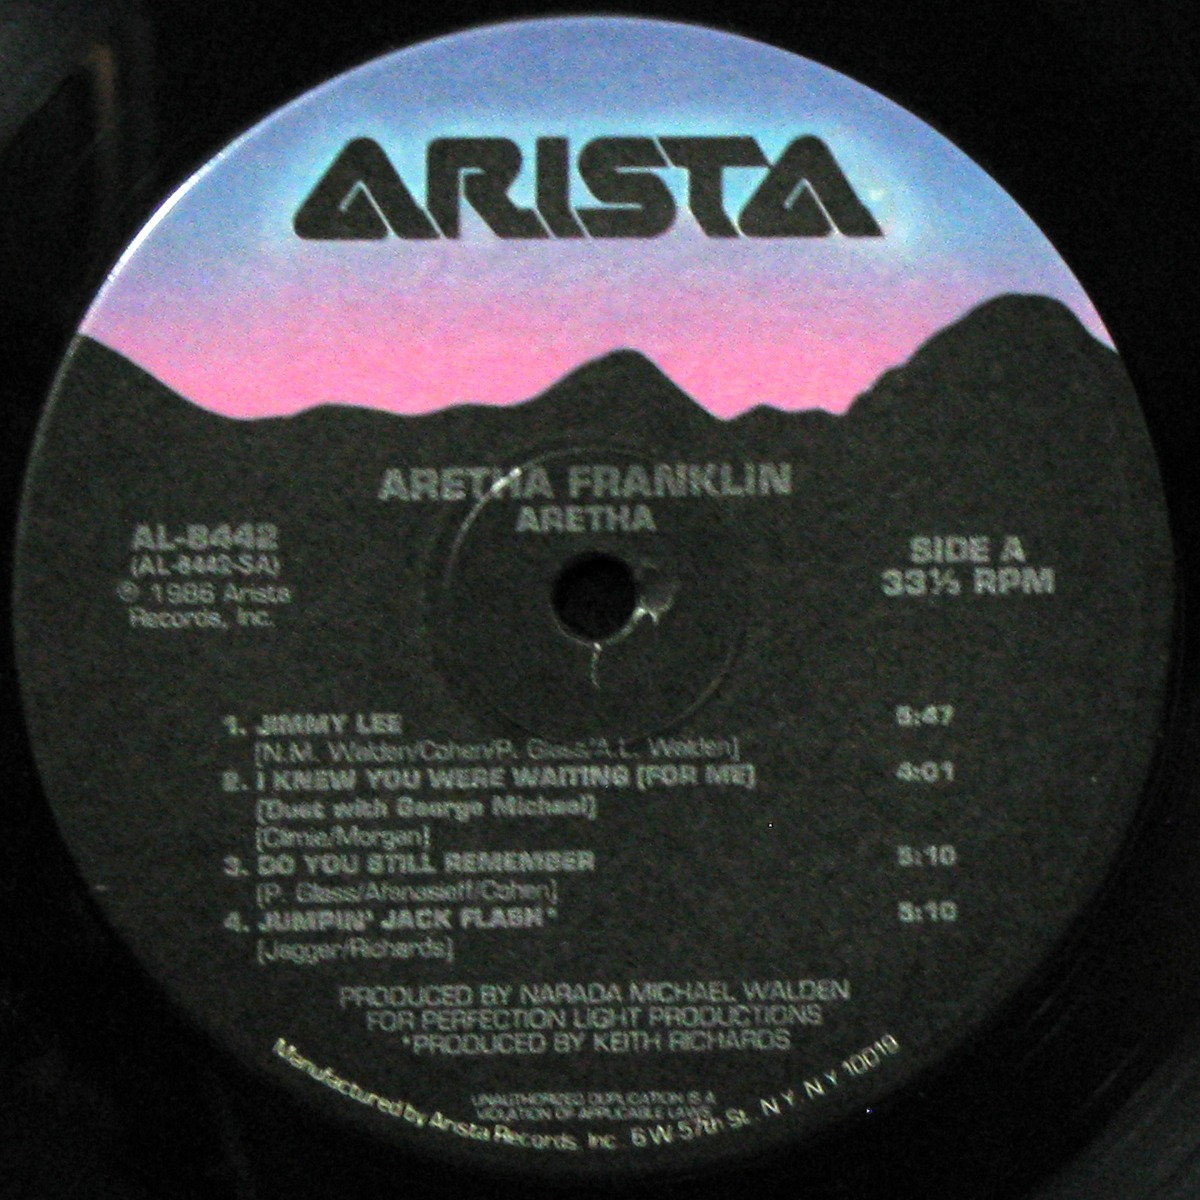 ARISTA
ARETHA FRANKLIN
ARETHA
AL-8442
(AL-8442-SA)
℗ 1986 Arista
Records, Inc.
SIDE A
33⅓ RPM
1. JIMMY LEE 5:47
[N.M. Walden/Cohen/P. Glass/A.L. Walden]
2. I KNEW YOU WERE WAITING [FOR ME] 4:01
[Duet with George Michael]
[Climie/Morgan]
3. DO YOU STILL REMEMBER 5:10
[P. Glass/Afanasieff/Cohen]
4. JUMPIN' JACK FLASH* 5:10
[Jagger/Richards]
PRODUCED BY NARADA MICHAEL WALDEN
FOR PERFECTION LIGHT PRODUCTIONS
*PRODUCED BY KEITH RICHARDS
UNAUTHORIZED DUPLICATION IS A
VIOLATION OF APPLICABLE LAWS
Manufactured by Arista Records, Inc. 6 W. 57th St., N.Y. N.Y. 10019